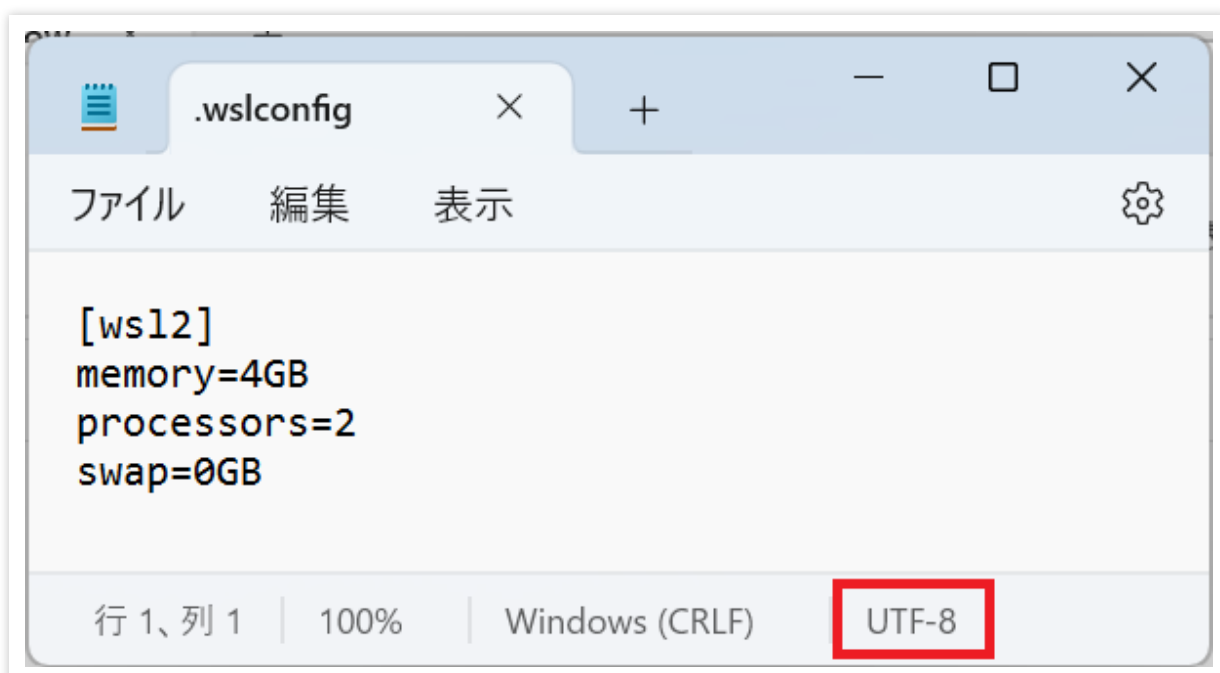 .wslconfig
ファイル 編集 表示
[wsl2]
memory=4GB
processors=2
swap=0GB
行 1、列 1 100% Windows (CRLF) UTF-8